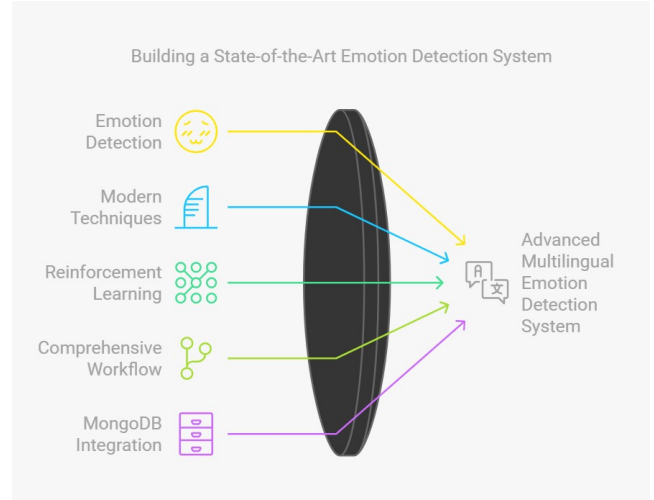 Building a State-of-the-Art Emotion Detection System
Emotion
Detection
Modern
Techniques
Reinforcement
Learning
Comprehensive
Workflow
MongoDB
Integration
A
文
Advanced
Multilingual
Emotion
Detection
System